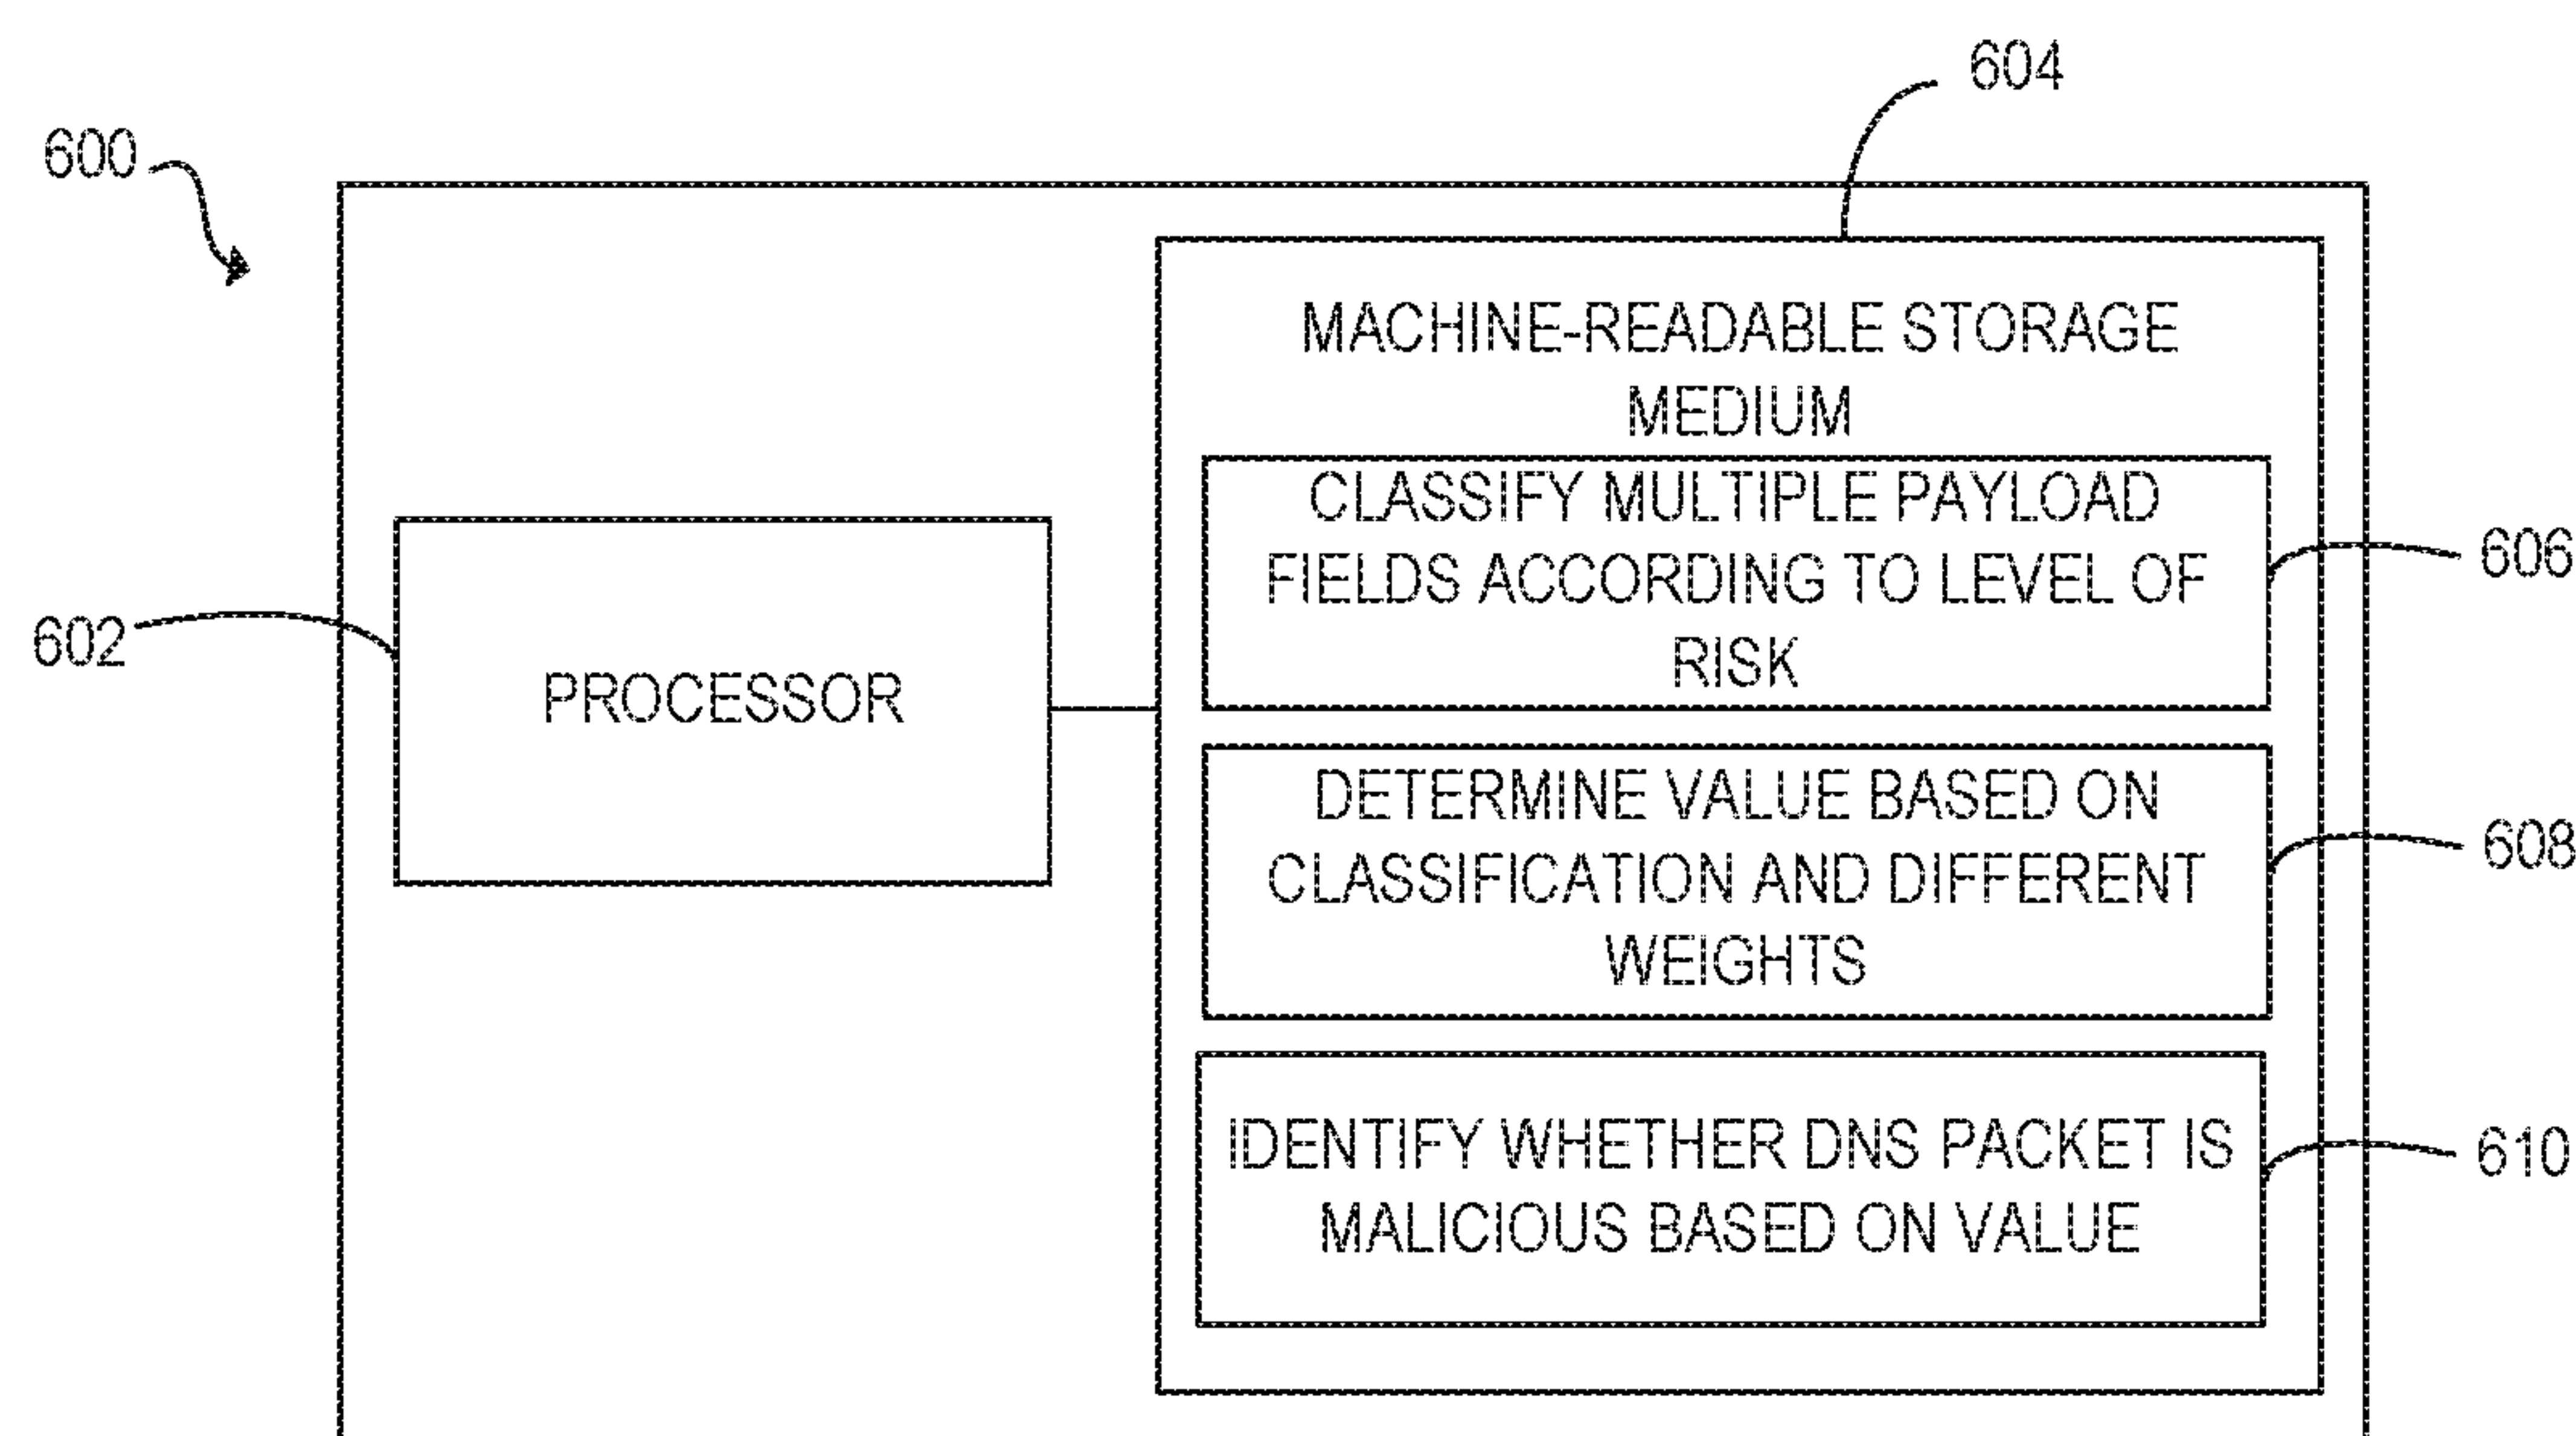 604
600
MACHINE-READABLE STORAGE
MEDIUM
CLASSIFY MULTIPLE PAYLOAD
FIELDS ACCORDING TO LEVEL OF
RISK
606
602
PROCESSOR
DETERMINE VALUE BASED ON
CLASSIFICATION AND DIFFERENT
WEIGHTS
608
IDENTIFY WHETHER DNS PACKET IS
MALICIOUS BASED ON VALUE
610